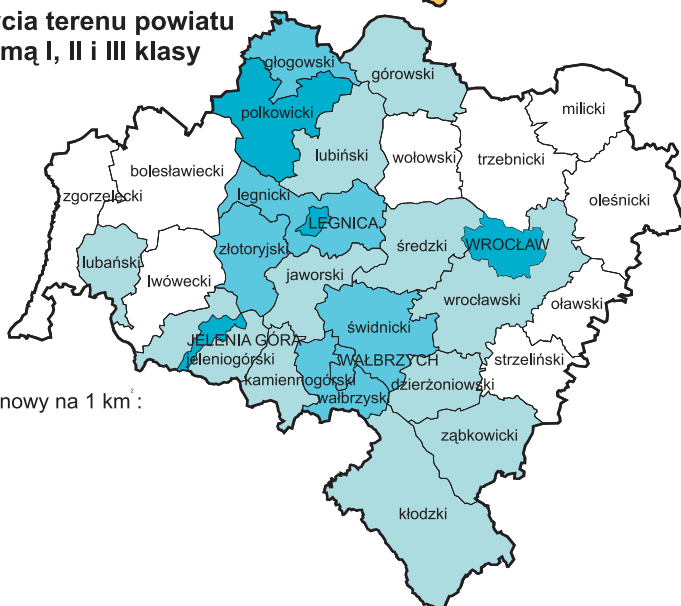 cia terenu powiatu
mą I, II i III klasy
głogowski
górowski
polkowicki
milicki
lubiński
wołowski
trzebnicki
bolesławiecki
zgorzelecki
legnicki
oleśnicki
LEGNICA
złotoryjski
średzki
WROCŁAW
lubański
lwówecki
jaworski
wrocławski
oławski
świdnicki
JELENIA GÓRA
jeleniogórski
WAŁBRZYCH
strzeliński
kamiennogórski
dzierżoniowski
wałbrzyski
nowy na 1 km²:
ząbkowicki
kłodzki